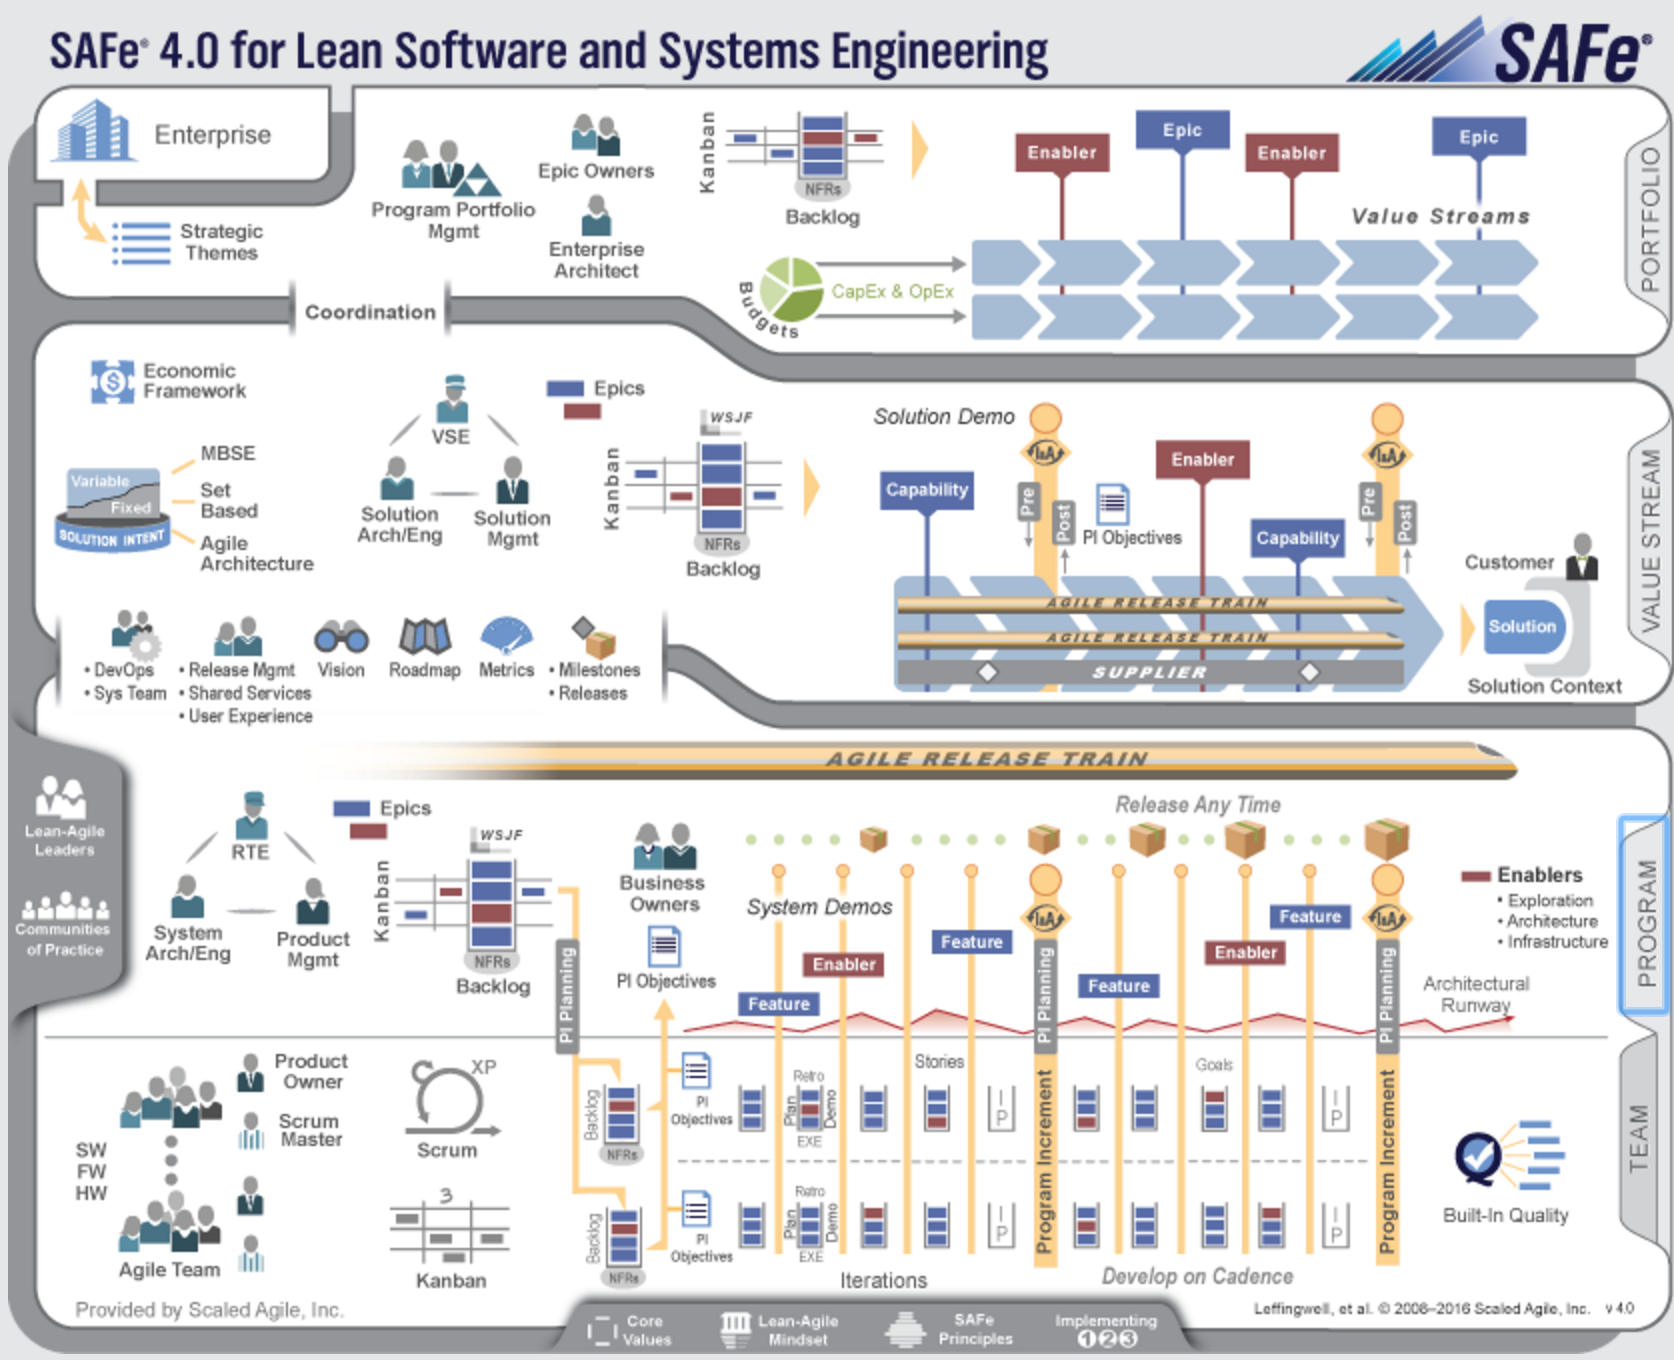 SAFe® 4.0 for Lean Software and Systems Engineering
SAFe®
Enterprise
Strategic
Themes
Program Portfolio
Mgmt
Epic Owners
Enterprise
Architect
Kanban
NFRs
Backlog
Enabler
Epic
Enabler
Epic
Value Streams
Budgets
CapEx & OpEx
PORTFOLIO
Coordination
Economic
Framework
Variable
Fixed
SOLUTION INTENT
MBSE
Set
Based
Agile
Architecture
VSE
Solution
Arch/Eng
Solution
Mgmt
Epics
Kanban
WSJF
NFRs
Backlog
Solution Demo
I&A
I&A
Capability
Pre
Post
PI Objectives
Enabler
Capability
Pre
Post
AGILE RELEASE TRAIN
AGILE RELEASE TRAIN
SUPPLIER
Customer
Solution
Solution Context
VALUE STREAM
• DevOps
• Sys Team
• Release Mgmt
• Shared Services
• User Experience
Vision
Roadmap
Metrics
• Milestones
• Releases
AGILE RELEASE TRAIN
Lean-Agile
Leaders
Communities
of Practice
RTE
System
Arch/Eng
Product
Mgmt
Epics
Kanban
WSJF
NFRs
Backlog
PI Planning
Business
Owners
PI Objectives
Release Any Time
System Demos
Feature
Enabler
Feature
I&A
PI Planning
Feature
Enabler
Feature
I&A
PI Planning
Enablers
• Exploration
• Architecture
• Infrastructure
Architectural
Runway
PROGRAM
SW
FW
HW
Agile Team
Product
Owner
Scrum
Master
XP
Scrum
3
Kanban
Backlog
NFRs
PI
Objectives
Backlog
NFRs
PI
Objectives
Retro
Plan
Demo
EXE
Stories
I
P
Goals
I
P
Retro
Plan
Demo
EXE
I
P
I
P
Program Increment
Program Increment
Iterations
Develop on Cadence
Built-In Quality
TEAM
Provided by Scaled Agile, Inc.
Leffingwell, et al. © 2008–2016 Scaled Agile, Inc. v 4.0
Core
Values
Lean-Agile
Mindset
SAFe
Principles
Implementing
1 2 3